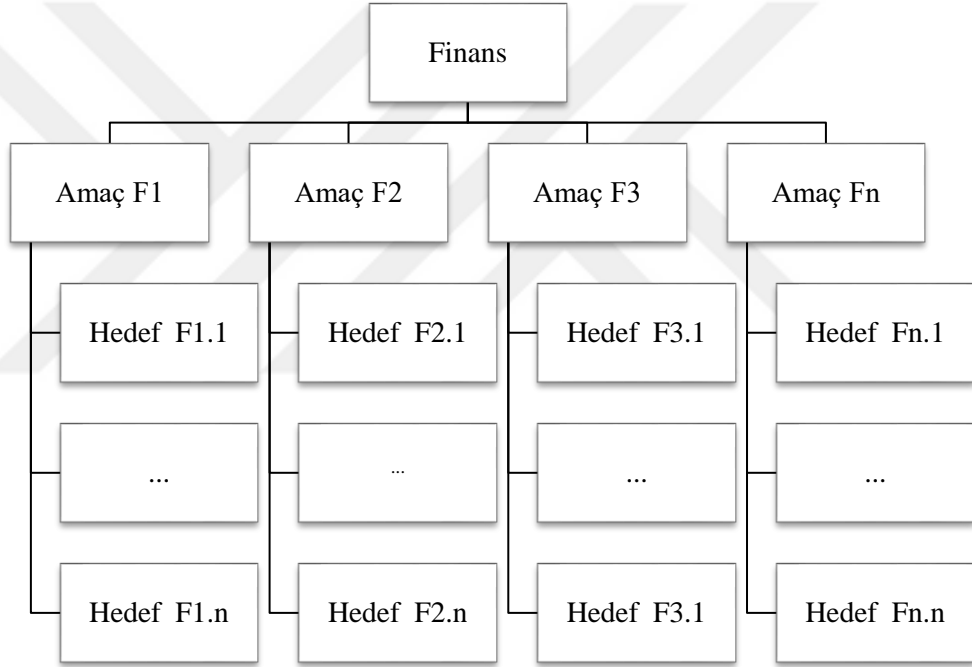 Finans
Amaç F1
Amaç F2
Amaç F3
Amaç Fn
Hedef F1.1
Hedef F2.1
Hedef F3.1
Hedef Fn.1
...
...
...
...
Hedef F1.n
Hedef F2.n
Hedef F3.1
Hedef Fn.n